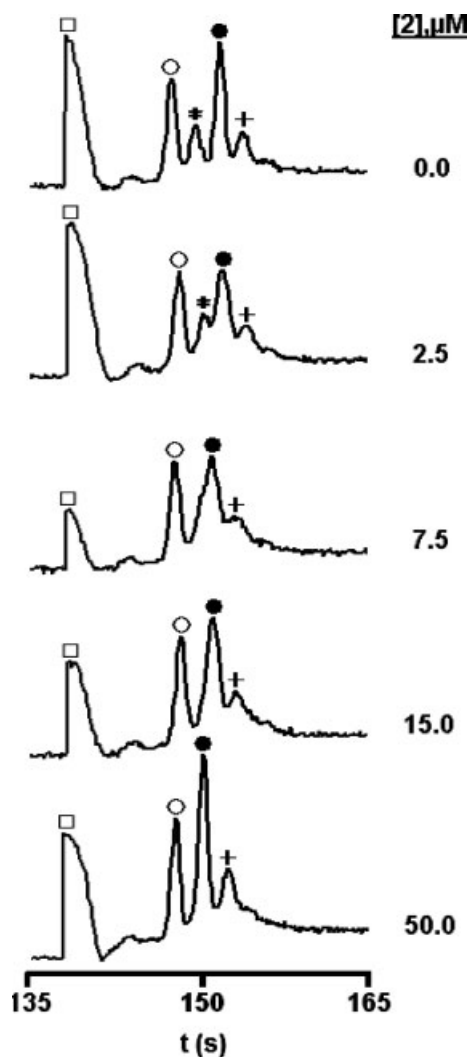 [2],µM
□
○ * ● +
0.0
□
○ * ● +
2.5
□
○ ● +
7.5
□
○ ● +
15.0
□
○ ● +
50.0
135 150 165
t (s)